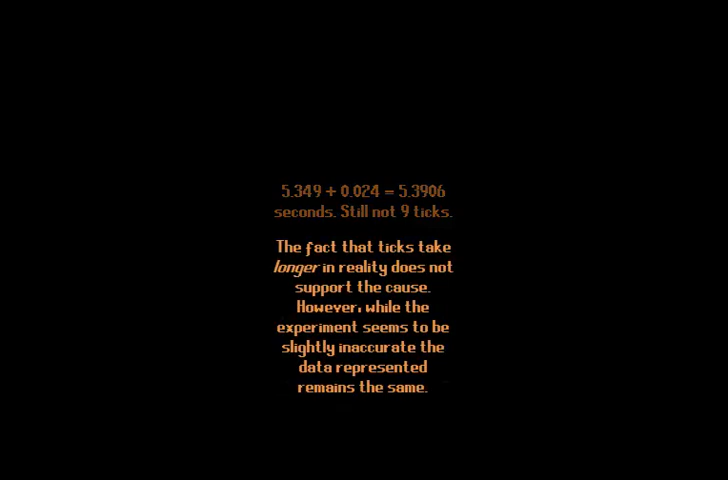 5.349 + 0.024 = 5.3906
seconds. Still not 9 ticks.
The fact that ticks take
longer in reality does not
support the cause.
However, while the
experiment seems to be
slightly inaccurate the
data represented
remains the same.